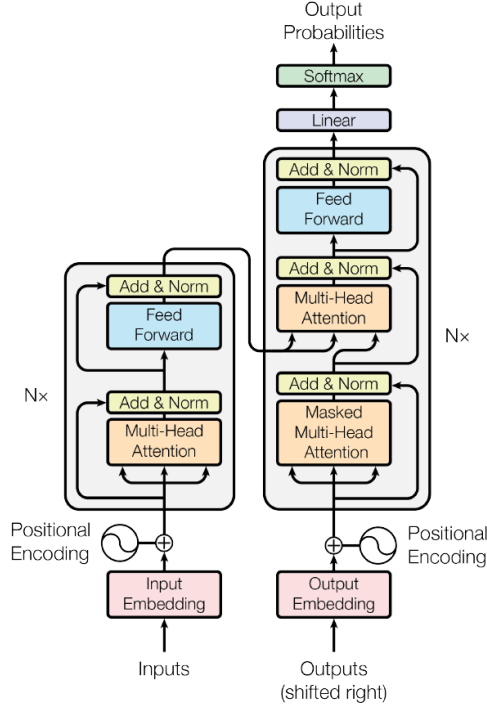 Output
Probabilities
Softmax
Linear
Add & Norm
Feed
Forward
Add & Norm
Multi-Head
Attention
Nx
Add & Norm
Masked
Multi-Head
Attention
Add & Norm
Feed
Forward
Nx
Add & Norm
Multi-Head
Attention
Positional
Encoding
Positional
Encoding
Input
Embedding
Output
Embedding
Inputs
Outputs
(shifted right)